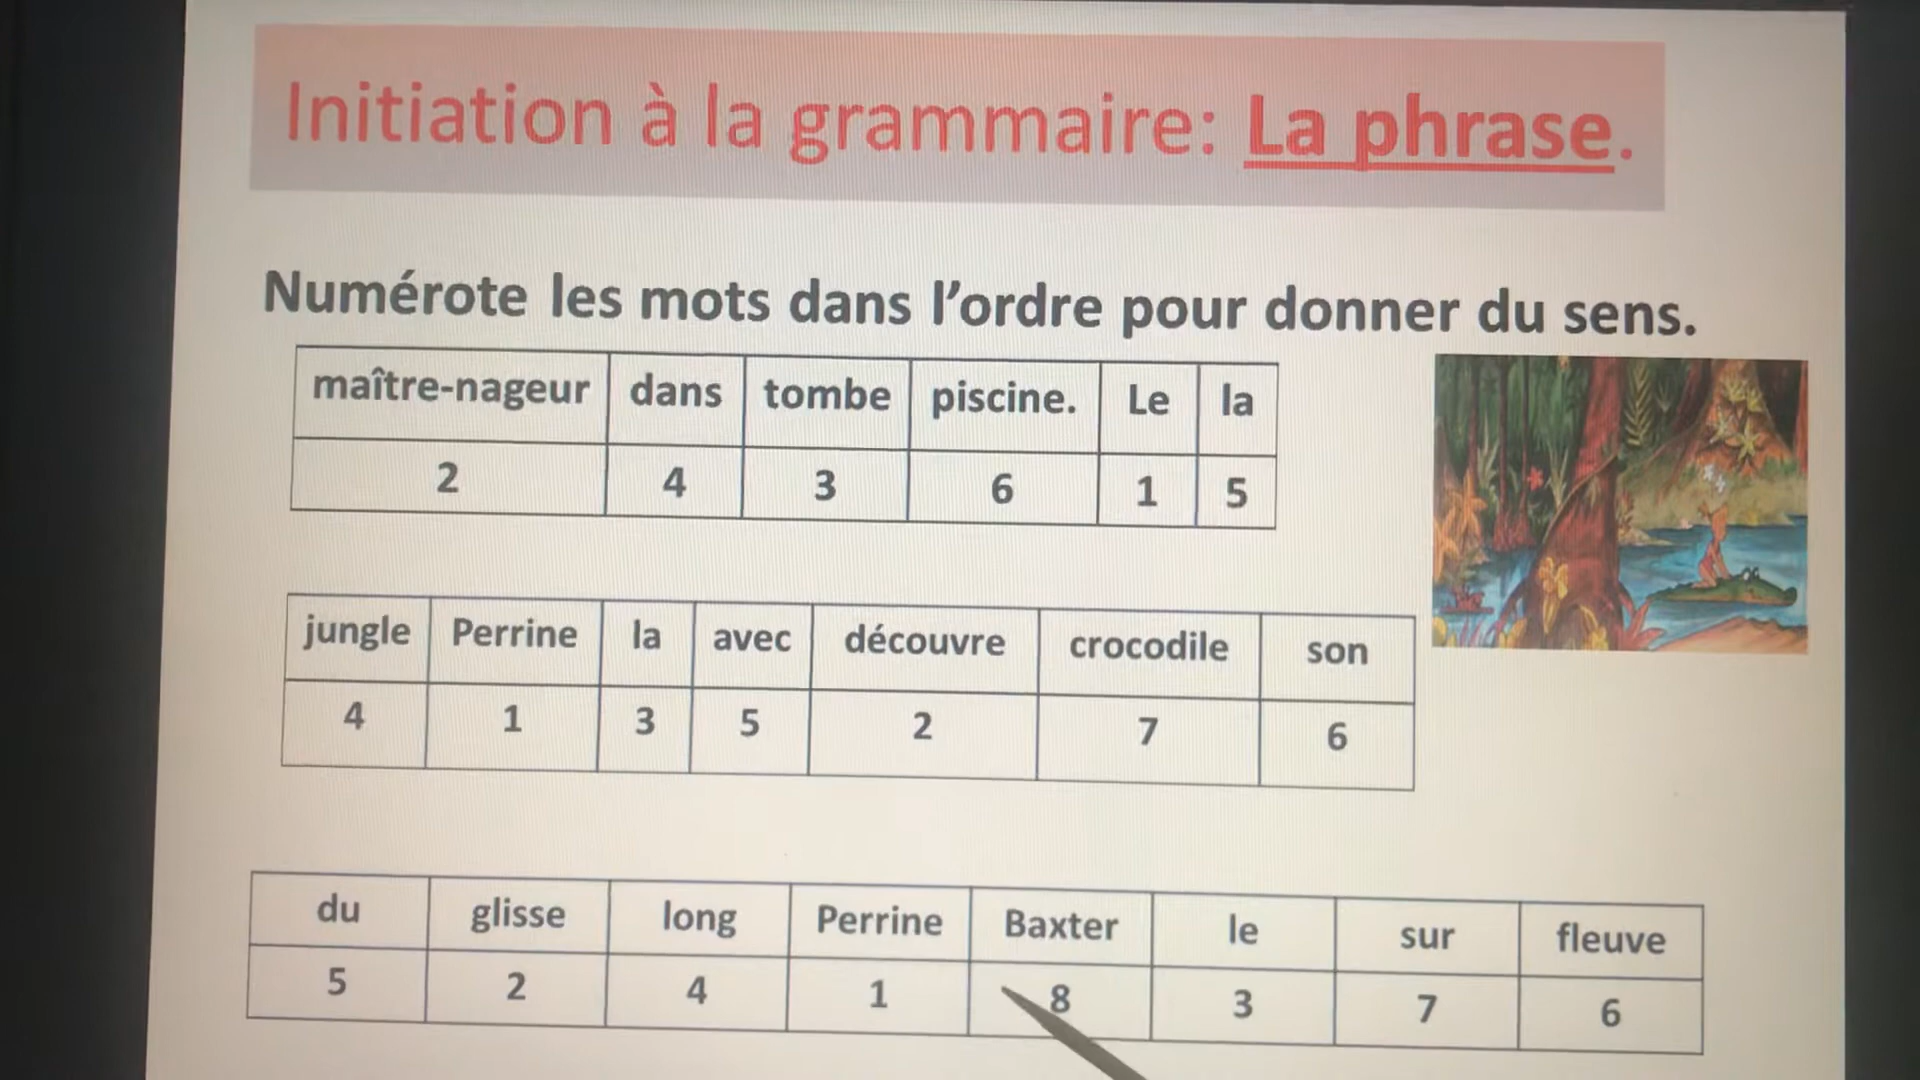 Initiation à la grammaire: La phrase.
Numérote les mots dans l'ordre pour donner du sens.
maître-nageur dans tombe piscine. Le la
2 4 3 6 1 5
jungle Perrine la avec découvre crocodile son
4 1 3 5 2 7 6
du glisse long Perrine Baxter le sur fleuve
5 2 4 1 8 3 7 6